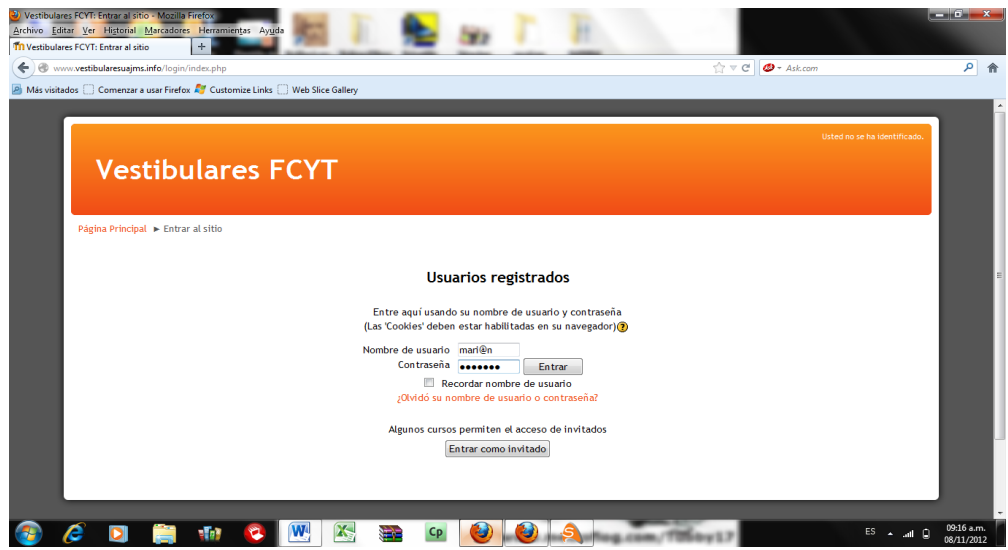 Vestibulares FCYT: Entrar al sitio - Mozilla Firefox
Archivo Editar Ver Historial Marcadores Herramientas Ayuda
Vestibulares FCYT: Entrar al sitio
www.vestibularesuajms.info/login/index.php
Ask.com
Más visitados Comenzar a usar Firefox Customize Links Web Slice Gallery
Usted no se ha identificado.
Vestibulares FCYT
Página Principal ► Entrar al sitio
Usuarios registrados
Entre aquí usando su nombre de usuario y contraseña
(Las 'Cookies' deben estar habilitadas en su navegador)
Nombre de usuario mari@n
Contraseña ●●●●●●● Entrar
Recordar nombre de usuario
¿Olvidó su nombre de usuario o contraseña?
Algunos cursos permiten el acceso de invitados
Entrar como invitado
Cp
ES
09:16 a.m.
08/11/2012